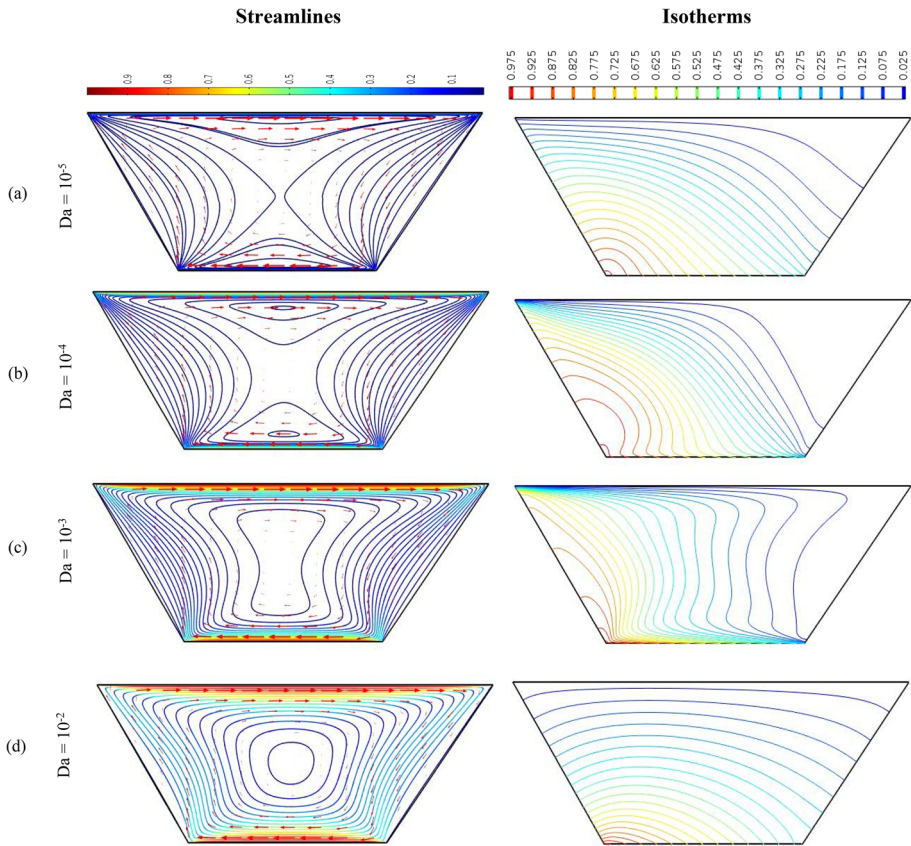 Streamlines
Isotherms
0.9 0.8 0.7 0.6 0.5 0.4 0.3 0.2 0.1
0.975 0.925 0.875 0.825 0.775 0.725 0.675 0.625 0.575 0.525 0.475 0.425 0.375 0.325 0.275 0.225 0.175 0.125 0.075 0.025
(a)
Da = 10⁻⁵
(b)
Da = 10⁻⁴
(c)
Da = 10⁻³
(d)
Da = 10⁻²